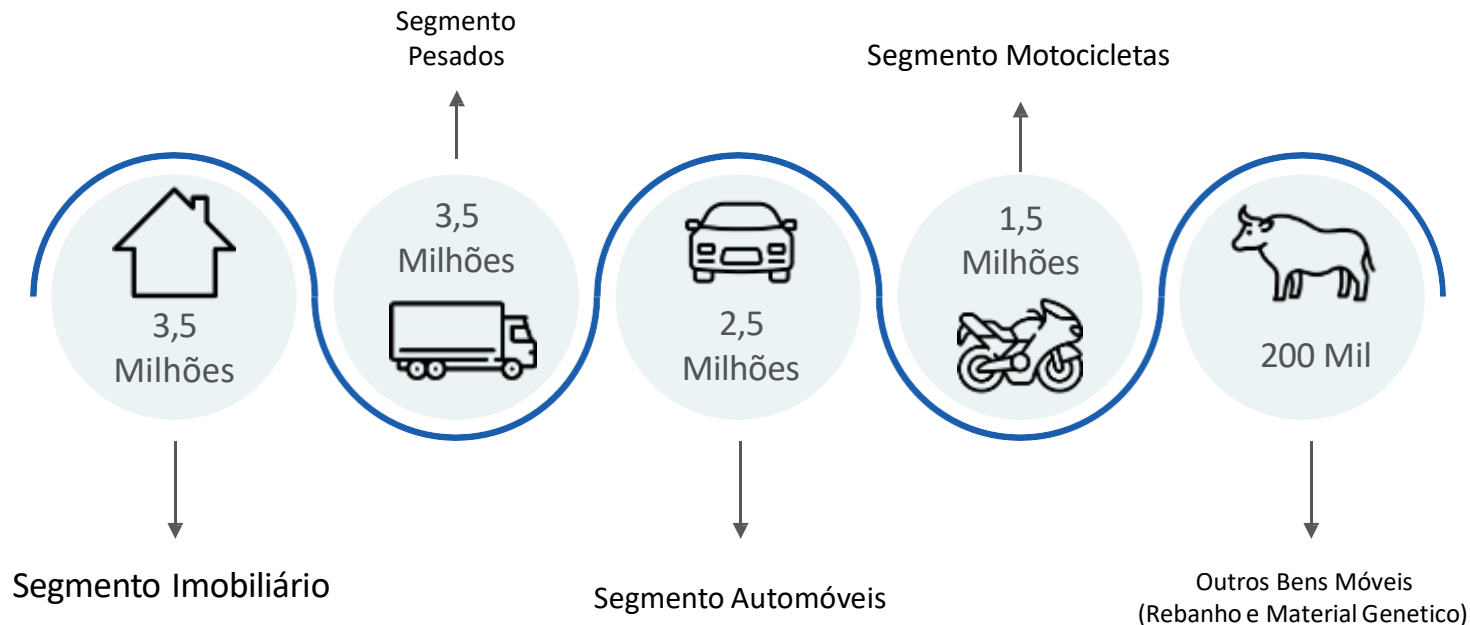 Segmento
Pesados
Segmento Motocicletas
3,5
Milhões
3,5
Milhões
2,5
Milhões
1,5
Milhões
200 Mil
Segmento Imobiliário
Segmento Automóveis
Outros Bens Móveis
(Rebanho e Material Genetico)